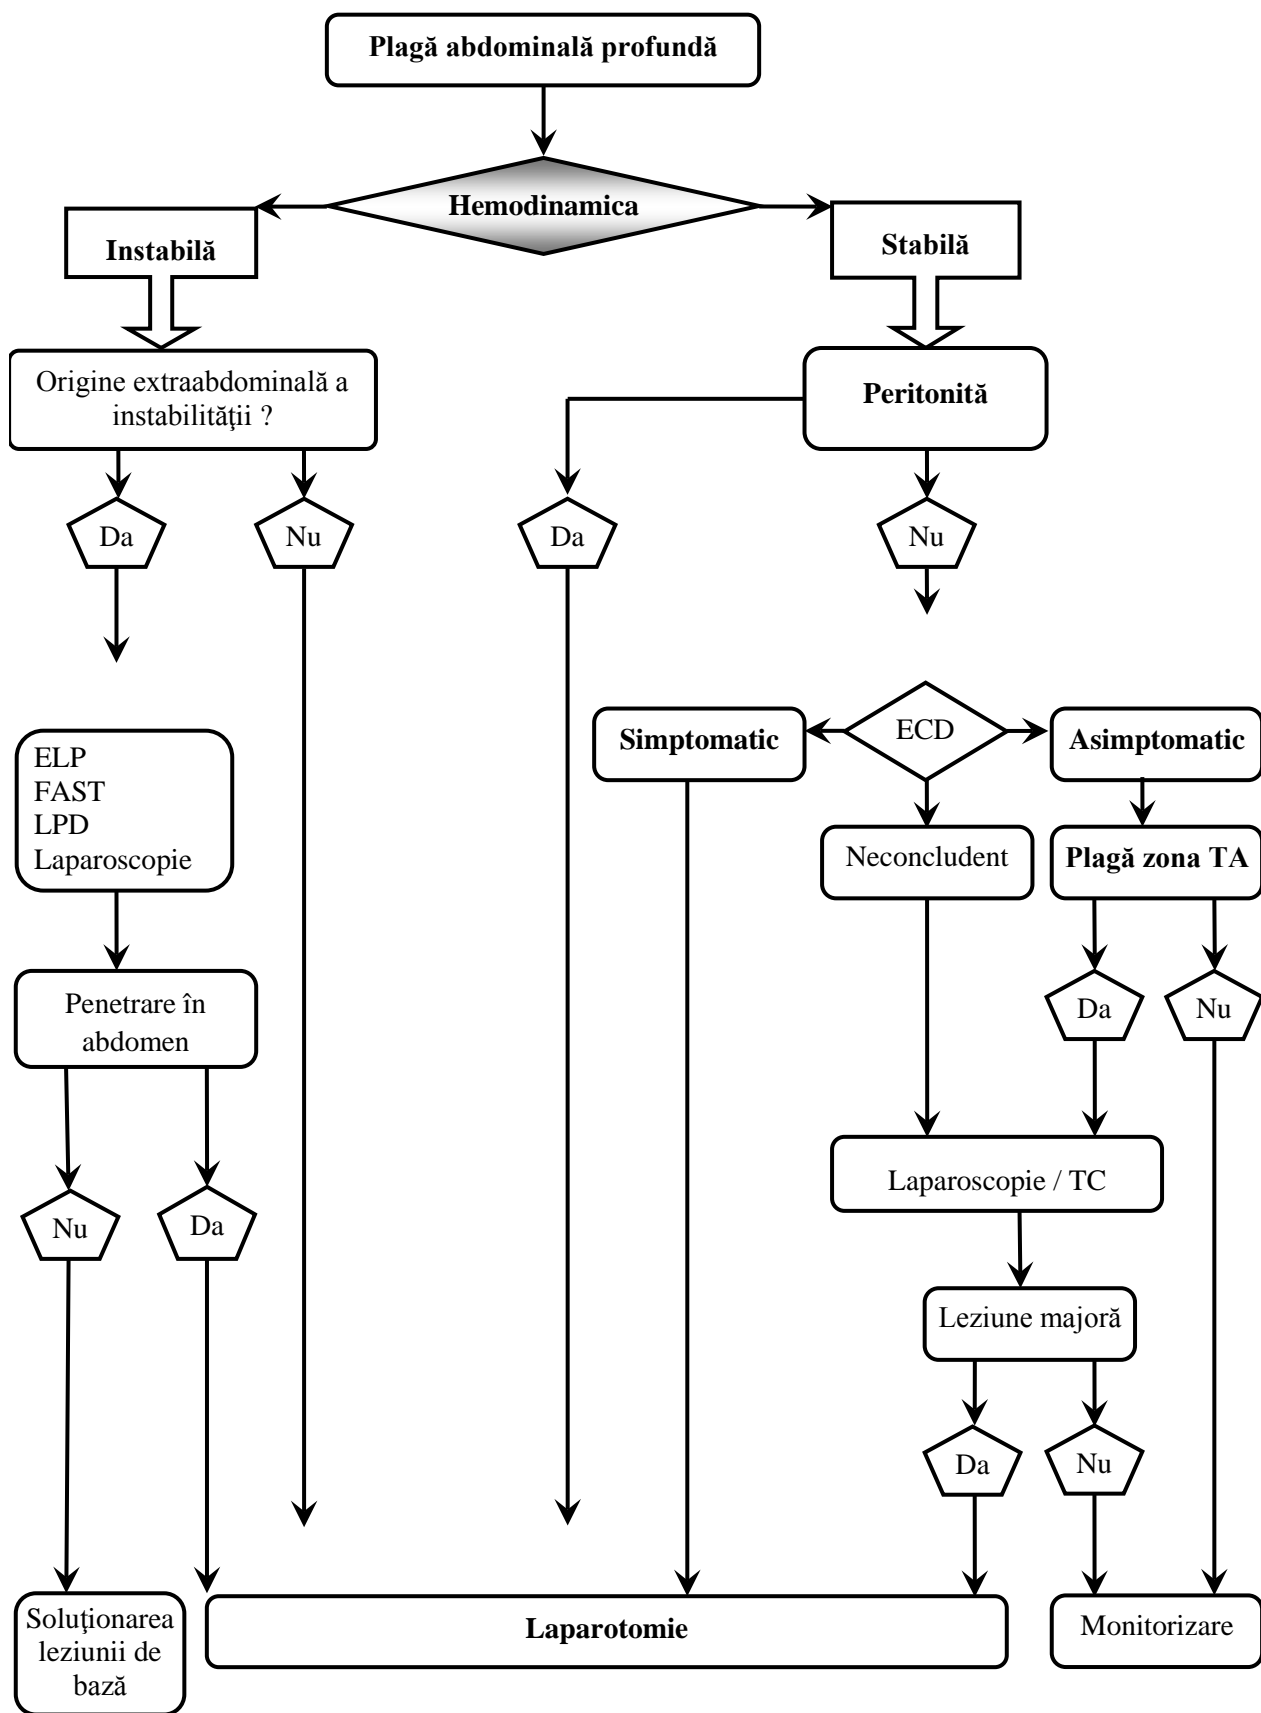 Plagă abdominală profundă
Hemodinamica
Instabilă
Stabilă
Origine extraabdominală a
instabilităţii ?
Peritonită
Da
Nu
Da
Nu
Simptomatic
ECD
Asimptomatic
ELP
FAST
LPD
Laparoscopie
Neconcludent
Plagă zona TA
Penetrare în
abdomen
Da
Nu
Laparoscopie / TC
Nu
Da
Leziune majoră
Da
Nu
Soluţionarea
leziunii de
bază
Laparotomie
Monitorizare